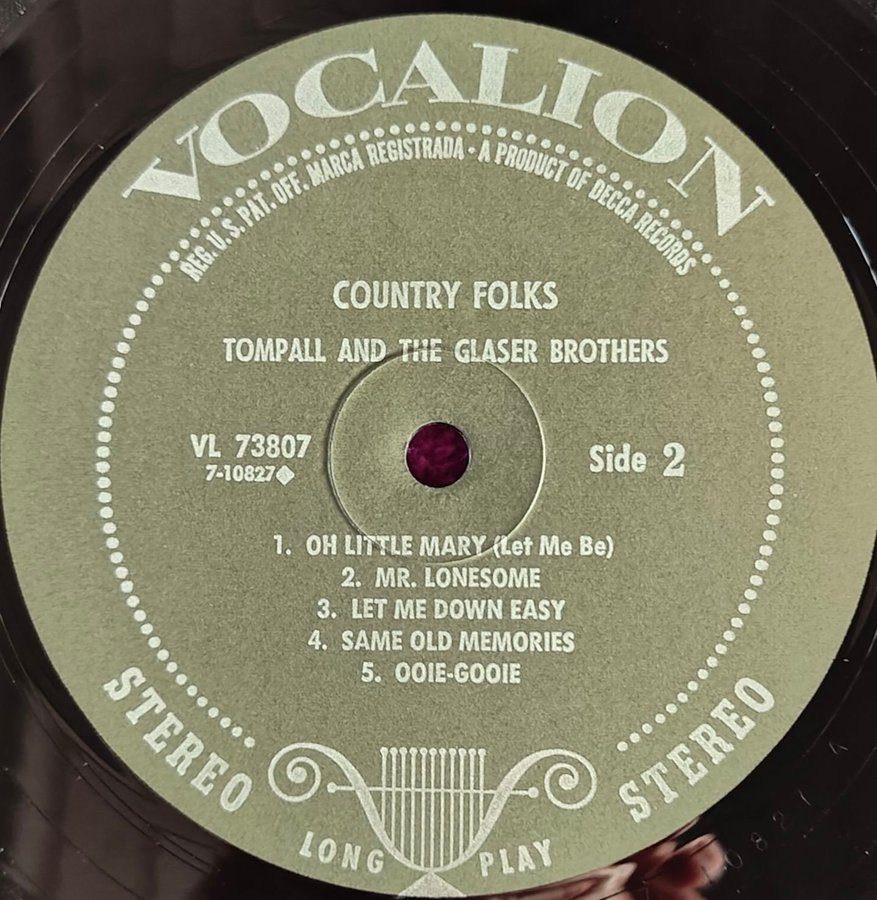 VOCALION
REG. U.S. PAT. OFF. MARCA REGISTRADA • A PRODUCT OF DECCA RECORDS
COUNTRY FOLKS
TOMPALL AND THE GLASER BROTHERS
VL 73807
7-10827◆
Side 2
1. OH LITTLE MARY (Let Me Be)
2. MR. LONESOME
3. LET ME DOWN EASY
4. SAME OLD MEMORIES
5. OOIE-GOOIE
STEREO
STEREO
LONG PLAY